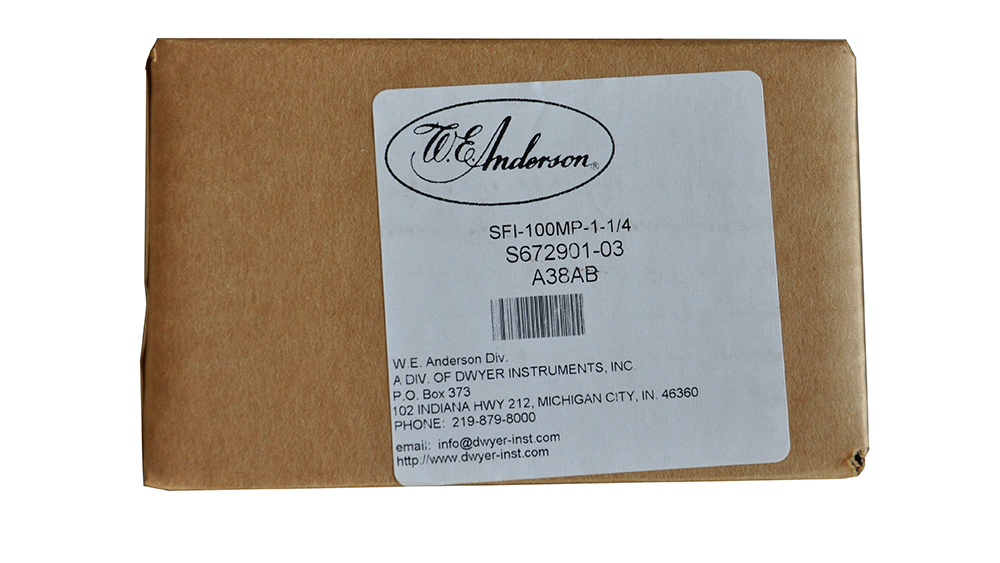 W.E. Anderson®
SFI-100MP-1-1/4
S672901-03
A38AB
W.E. Anderson Div.
A DIV. OF DWYER INSTRUMENTS, INC.
P.O. Box 373
102 INDIANA HWY 212, MICHIGAN CITY, IN. 46360
PHONE: 219-879-8000
email: info@dwyer-inst.com
http://www.dwyer-inst.com